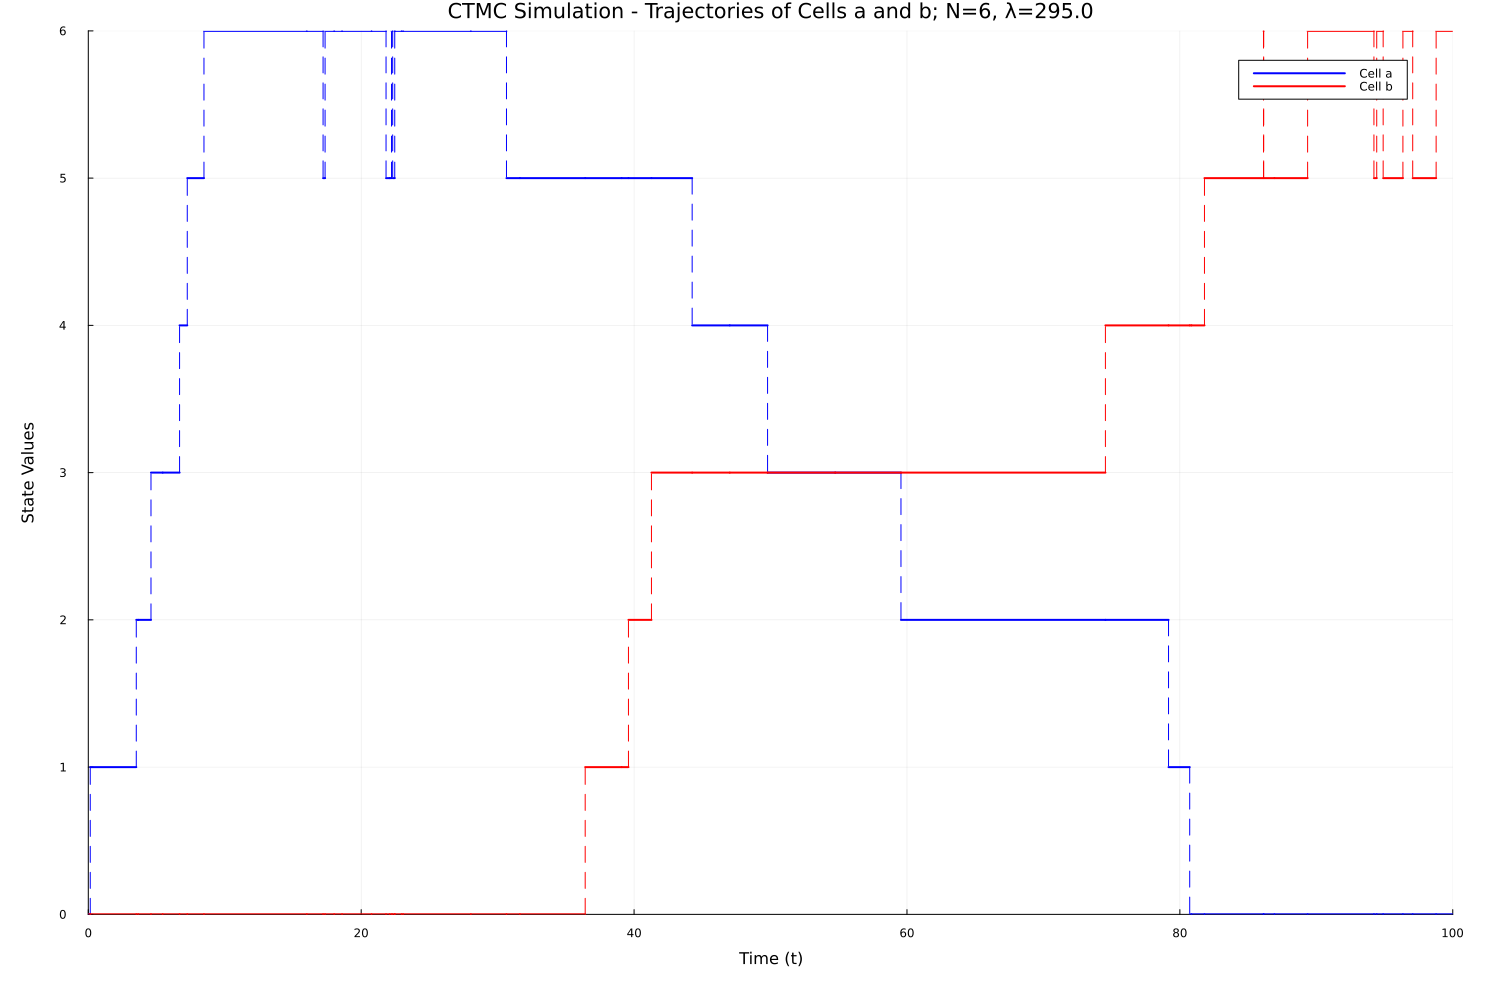 CTMC Simulation - Trajectories of Cells a and b; N=6, λ=295.0
6
Cell a
Cell b
5
4
3
State Values
2
1
0
0 20 40 60 80 100
Time (t)